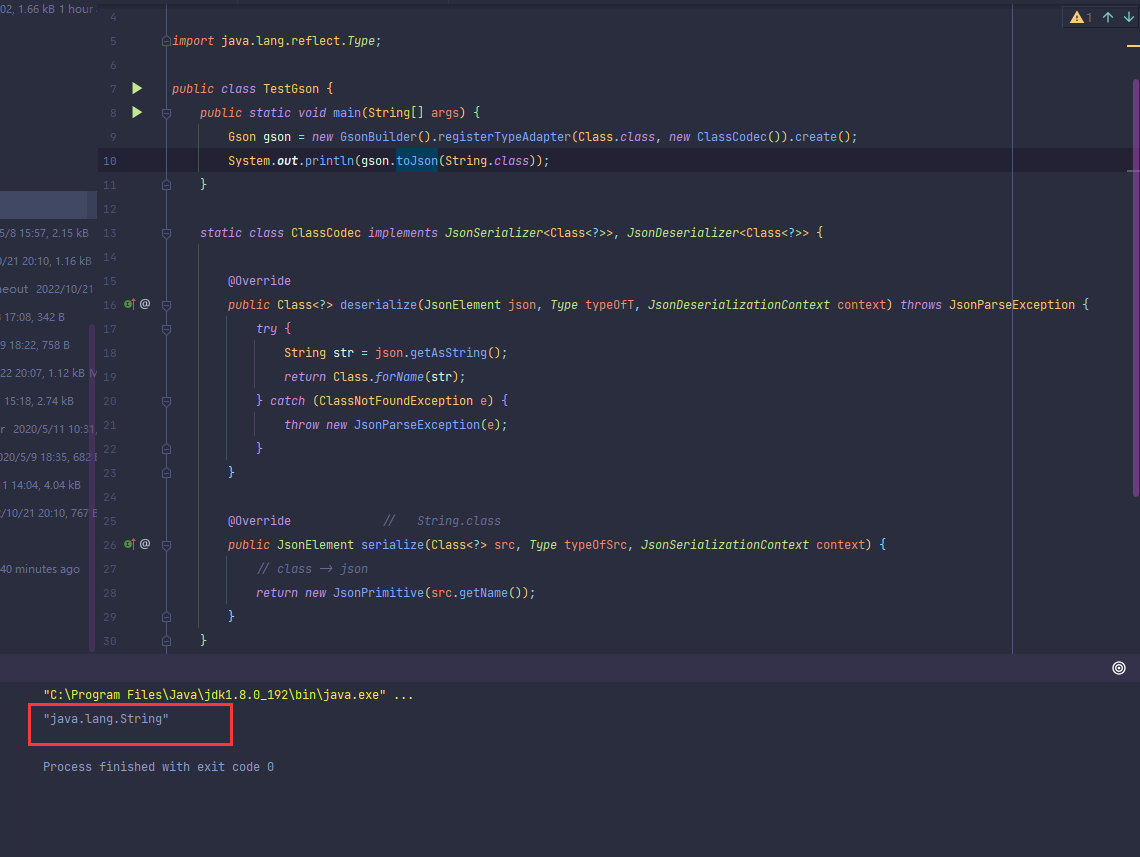 02, 1.66 kB 1 hour
1
4
5 import java.lang.reflect.Type;
6
7 public class TestGson {
8 public static void main(String[] args) {
9 Gson gson = new GsonBuilder().registerTypeAdapter(Class.class, new ClassCodec()).create();
10 System.out.println(gson.toJson(String.class));
11 }
12
5/8 15:57, 2.15 kB
13 static class ClassCodec implements JsonSerializer<Class<?>>, JsonDeserializer<Class<?>> {
/21 20:10, 1.16 kB
14
15 @Override
eout 2022/10/21
16 @ public Class<?> deserialize(JsonElement json, Type typeOfT, JsonDeserializationContext context) throws JsonParseException {
17:08, 342 B
17 try {
9 18:22, 758 B
18 String str = json.getAsString();
22 20:07, 1.12 kB M
19 return Class.forName(str);
15:18, 2.74 kB
20 } catch (ClassNotFoundException e) {
r 2020/5/11 10:31,
21 throw new JsonParseException(e);
020/5/9 18:35, 682 B
22 }
23 }
1 14:04, 4.04 kB
24
/10/21 20:10, 767 B
25 @Override // String.class
26 @ public JsonElement serialize(Class<?> src, Type typeOfSrc, JsonSerializationContext context) {
40 minutes ago
27 // class -> json
28 return new JsonPrimitive(src.getName());
29 }
30 }
"C:\Program Files\Java\jdk1.8.0_192\bin\java.exe" ...
"java.lang.String"
Process finished with exit code 0